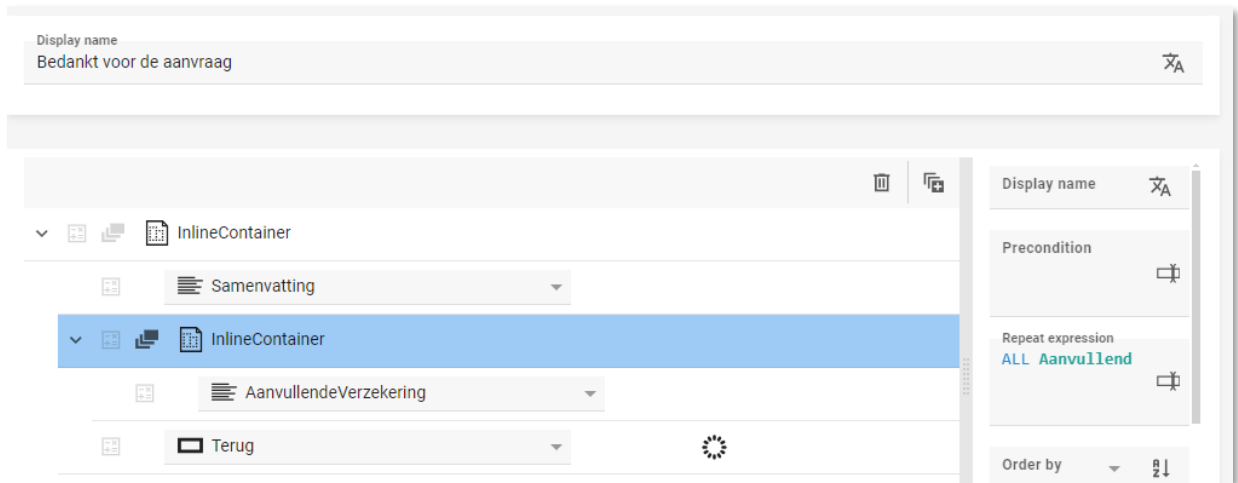 Display name
Bedankt voor de aanvraag
InlineContainer
Samenvatting
InlineContainer
AanvullendeVerzekering
Terug
Display name
Precondition
Repeat expression
ALL Aanvullend
Order by